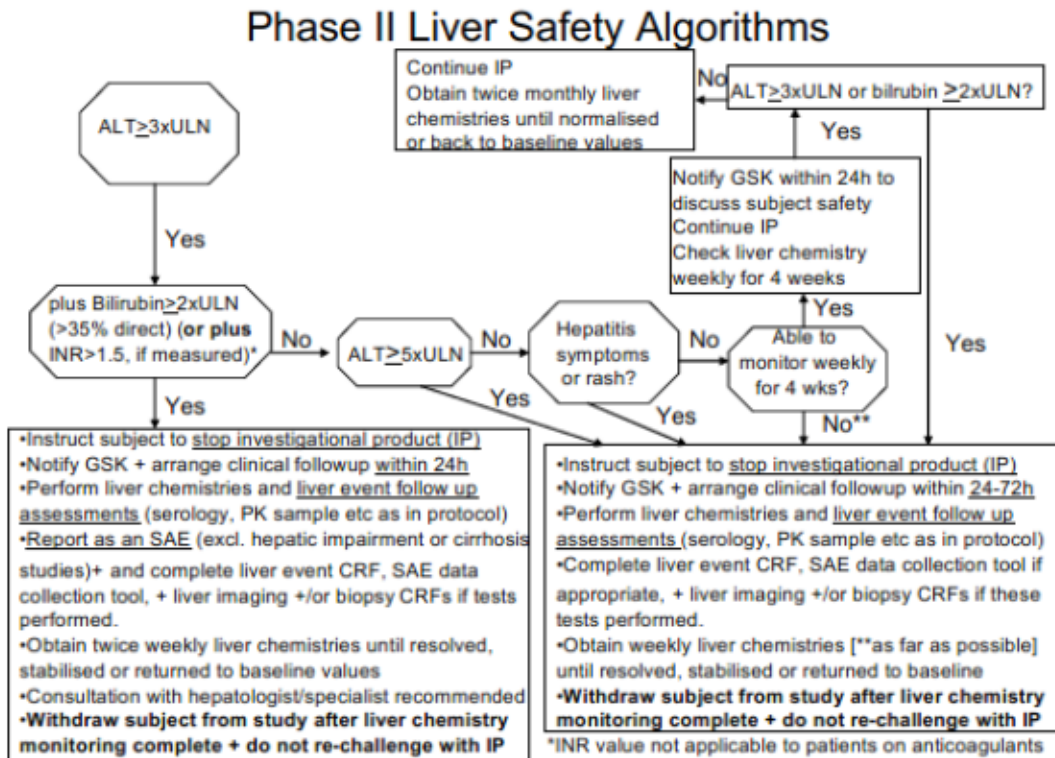 Phase II Liver Safety Algorithms
ALT≥3xULN
Yes
plus Bilirubin≥2xULN
(>35% direct) (or plus
INR>1.5, if measured)*
No
Yes
ALT≥5xULN
No
Yes
Hepatitis
symptoms
or rash?
No
Yes
Able to
monitor weekly
for 4 wks?
Yes
No**
Notify GSK within 24h to
discuss subject safety
Continue IP
Check liver chemistry
weekly for 4 weeks
Yes
ALT≥3xULN or bilrubin ≥2xULN?
No
Yes
Continue IP
Obtain twice monthly liver
chemistries until normalised
or back to baseline values
•Instruct subject to stop investigational product (IP)
•Notify GSK + arrange clinical followup within 24h
•Perform liver chemistries and liver event follow up
assessments (serology, PK sample etc as in protocol)
•Report as an SAE (excl. hepatic impairment or cirrhosis
studies)+ and complete liver event CRF, SAE data
collection tool, + liver imaging +/or biopsy CRFs if tests
performed.
•Obtain twice weekly liver chemistries until resolved,
stabilised or returned to baseline values
•Consultation with hepatologist/specialist recommended
•Withdraw subject from study after liver chemistry
monitoring complete + do not re-challenge with IP
•Instruct subject to stop investigational product (IP)
•Notify GSK + arrange clinical followup within 24-72h
•Perform liver chemistries and liver event follow up
assessments (serology, PK sample etc as in protocol)
•Complete liver event CRF, SAE data collection tool if
appropriate, + liver imaging +/or biopsy CRFs if these
tests performed.
•Obtain weekly liver chemistries [**as far as possible]
until resolved, stabilised or returned to baseline
•Withdraw subject from study after liver chemistry
monitoring complete + do not re-challenge with IP
*INR value not applicable to patients on anticoagulants